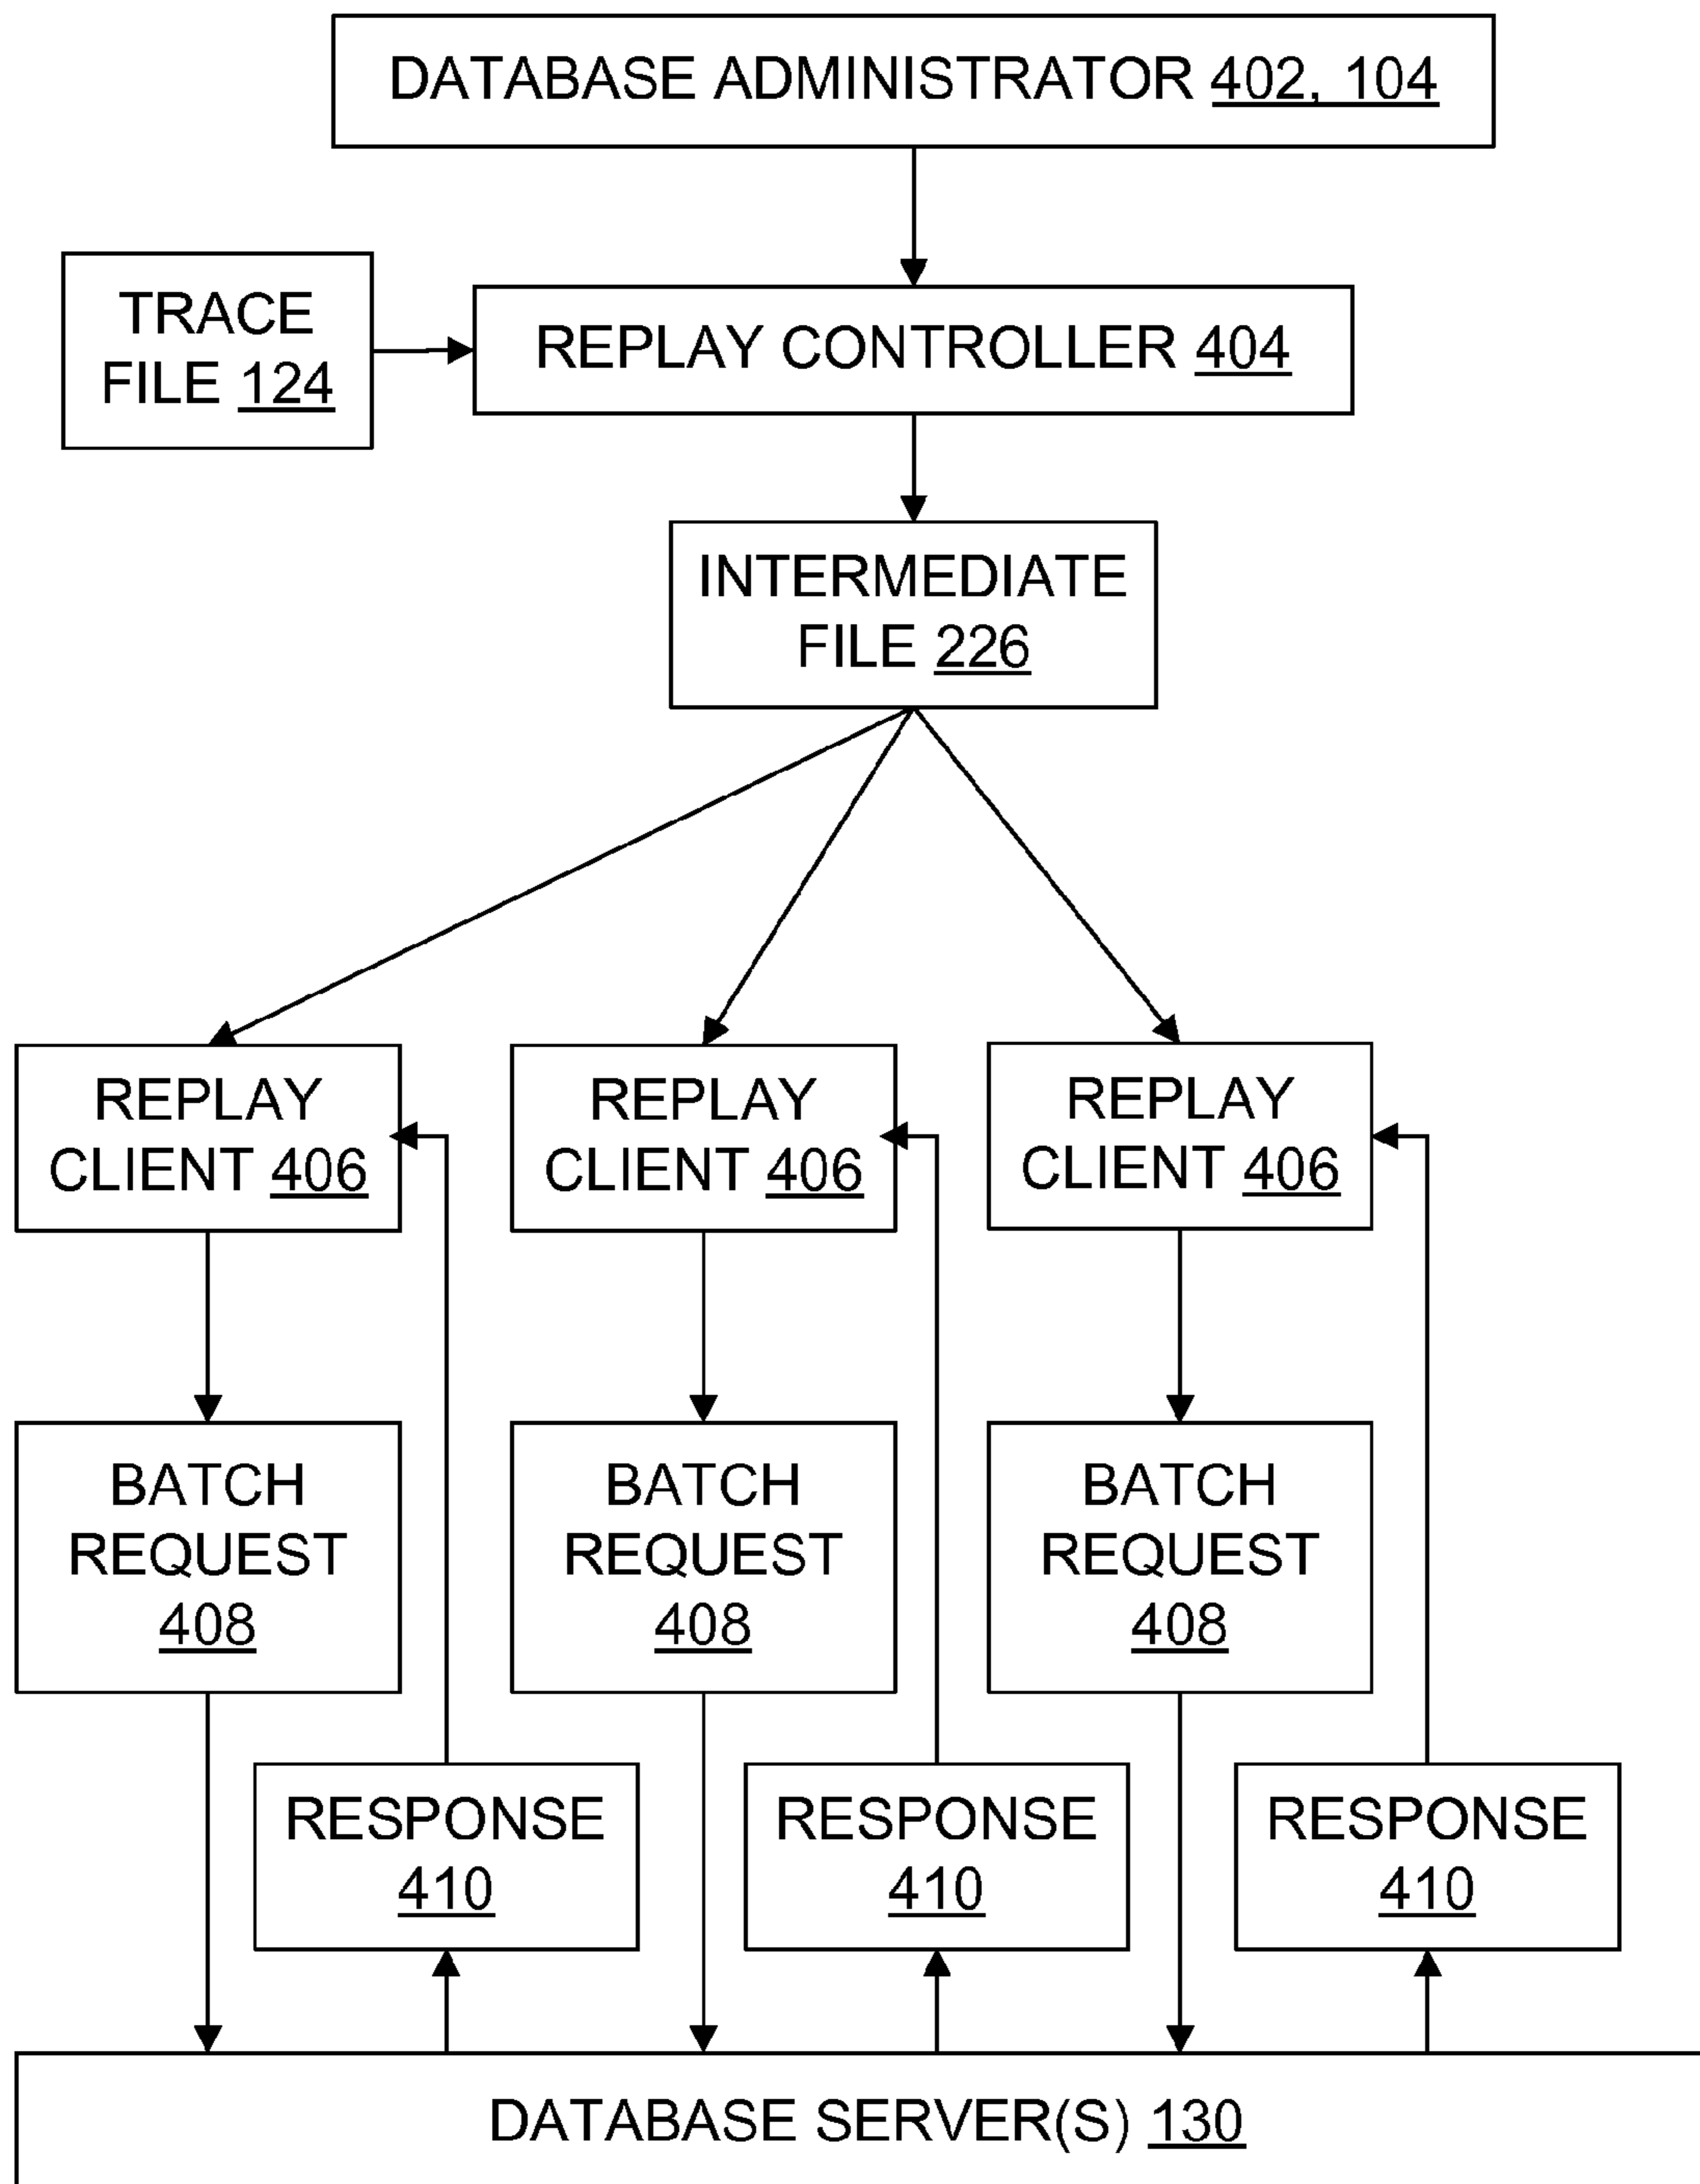 DATABASE ADMINISTRATOR 402, 104
TRACE
FILE 124
REPLAY CONTROLLER 404
INTERMEDIATE
FILE 226
REPLAY
CLIENT 406
REPLAY
CLIENT 406
REPLAY
CLIENT 406
BATCH
REQUEST
408
BATCH
REQUEST
408
BATCH
REQUEST
408
RESPONSE
410
RESPONSE
410
RESPONSE
410
DATABASE SERVER(S) 130